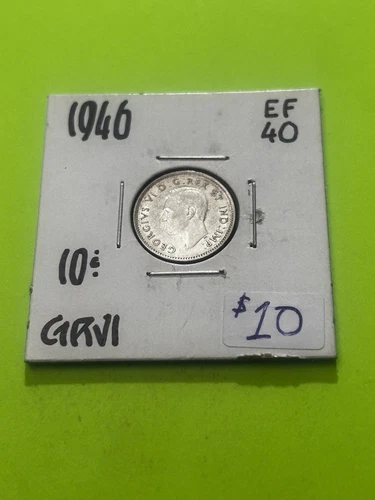 1946
EF
40
GEORGIVS VI D:G:REX ET IND:IMP:
10¢
GRVI
$10